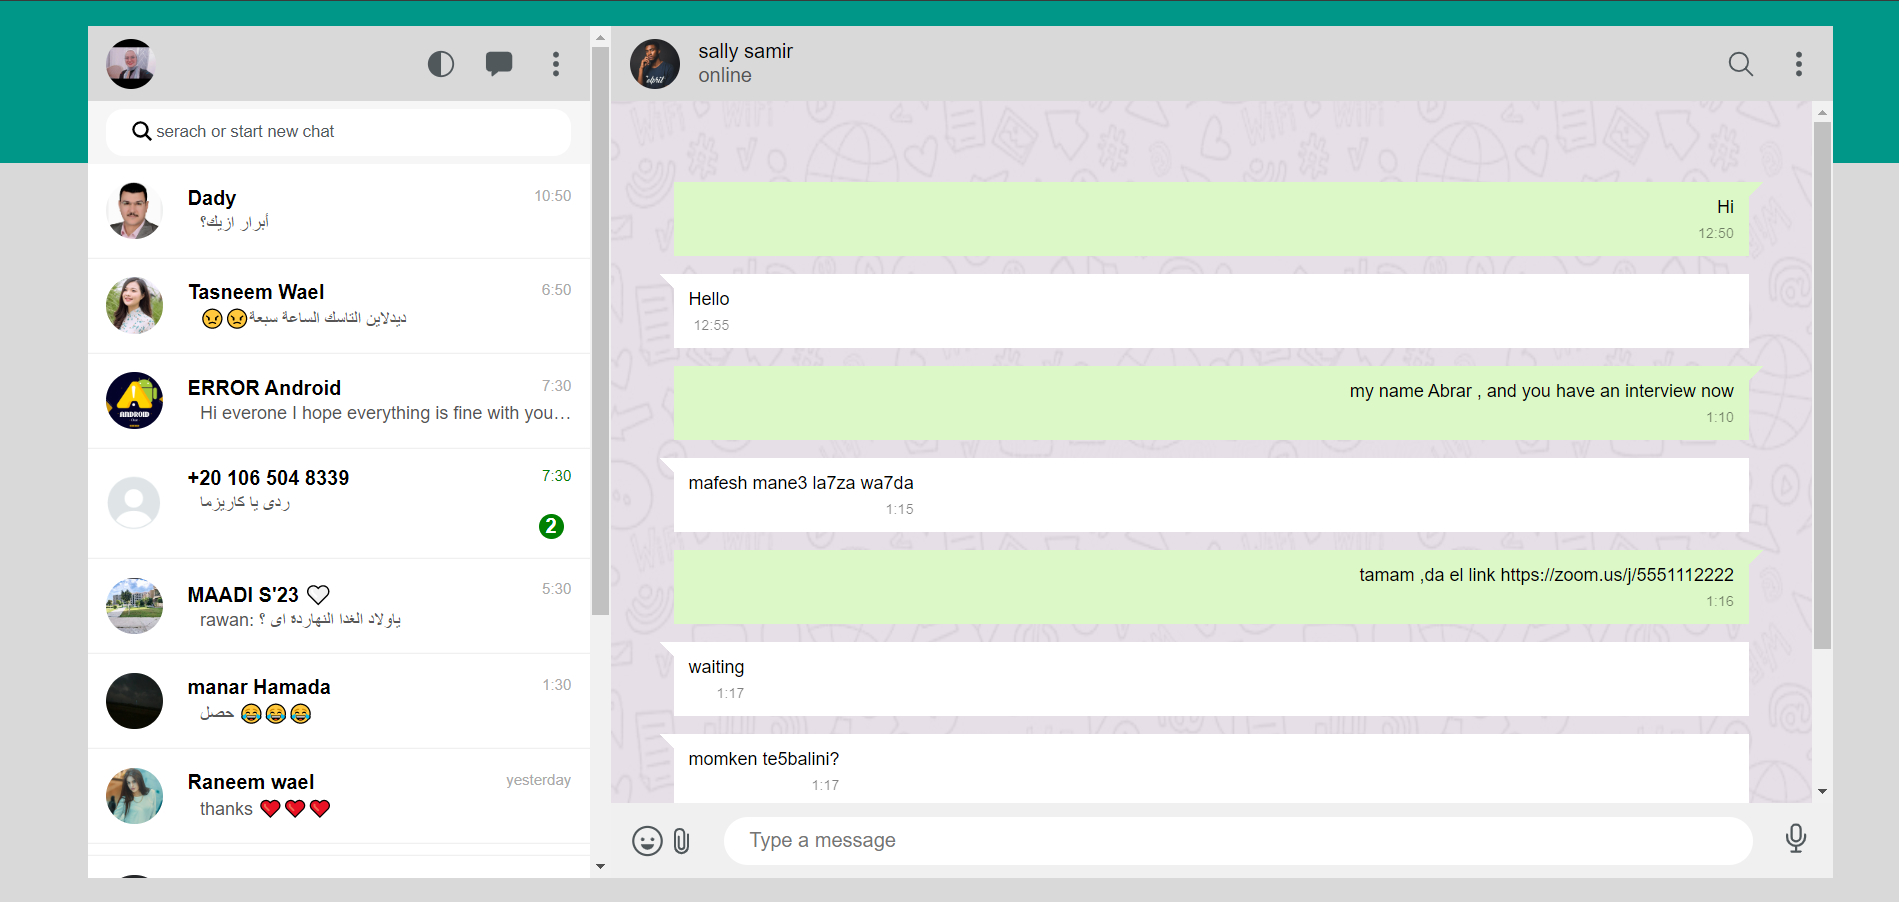 sally samir
online
serach or start new chat
Dady
10:50
أبرار ازيك؟
Tasneem Wael
6:50
ديدلاين التاسك الساعة سبعة😠😠
ERROR Android
7:30
Hi everone I hope everything is fine with you…
+20 106 504 8339
7:30
ردى يا كاريزما
2
MAADI S'23 🤍
5:30
rawan: ياولاد الغدا النهاردة اى ؟
manar Hamada
1:30
حصل 😂😂😂
Raneem wael
yesterday
thanks ❤️❤️❤️
Hi
12:50
Hello
12:55
my name Abrar , and you have an interview now
1:10
mafesh mane3 la7za wa7da
1:15
tamam ,da el link https://zoom.us/j/5551112222
1:16
waiting
1:17
momken te5balini?
1:17
Type a message